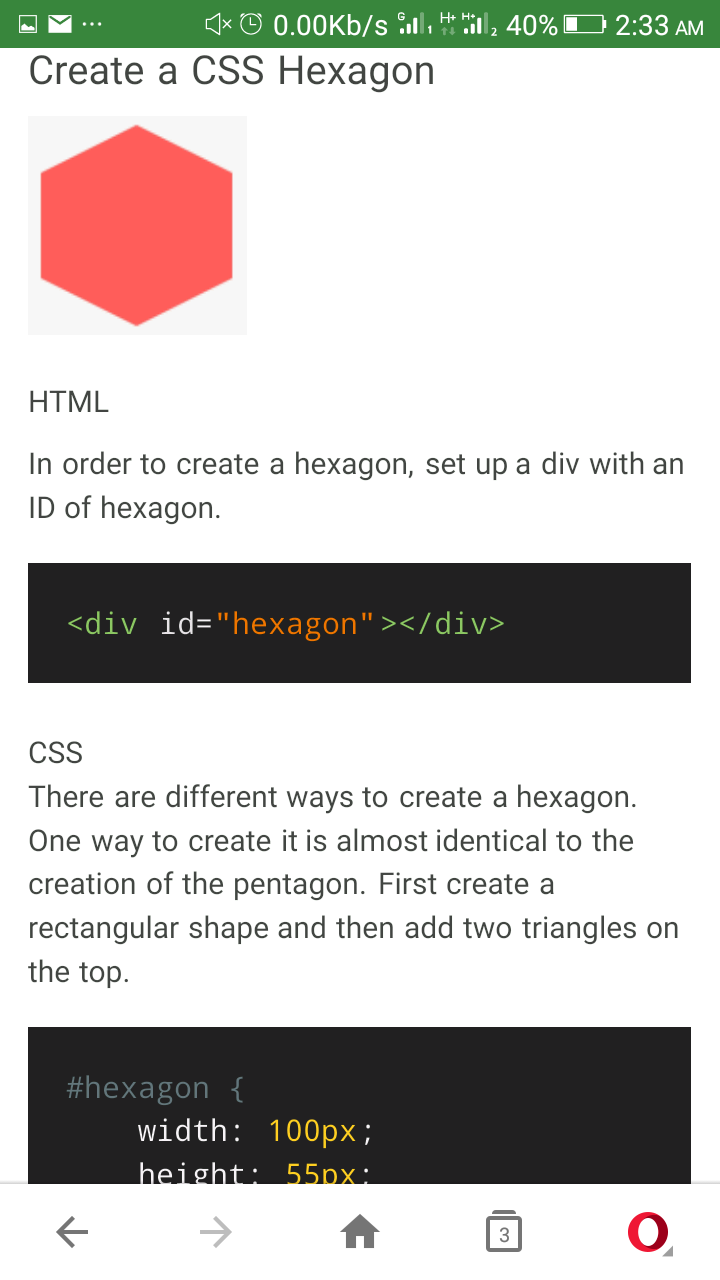 ... 0.00Kb/s G 1 H+ H+ 2 40% 2:33 AM
Create a CSS Hexagon
HTML
In order to create a hexagon, set up a div with an
ID of hexagon.
<div id="hexagon"></div>
CSS
There are different ways to create a hexagon.
One way to create it is almost identical to the
creation of the pentagon. First create a
rectangular shape and then add two triangles on
the top.
#hexagon {
width: 100px;
height: 55px;
3